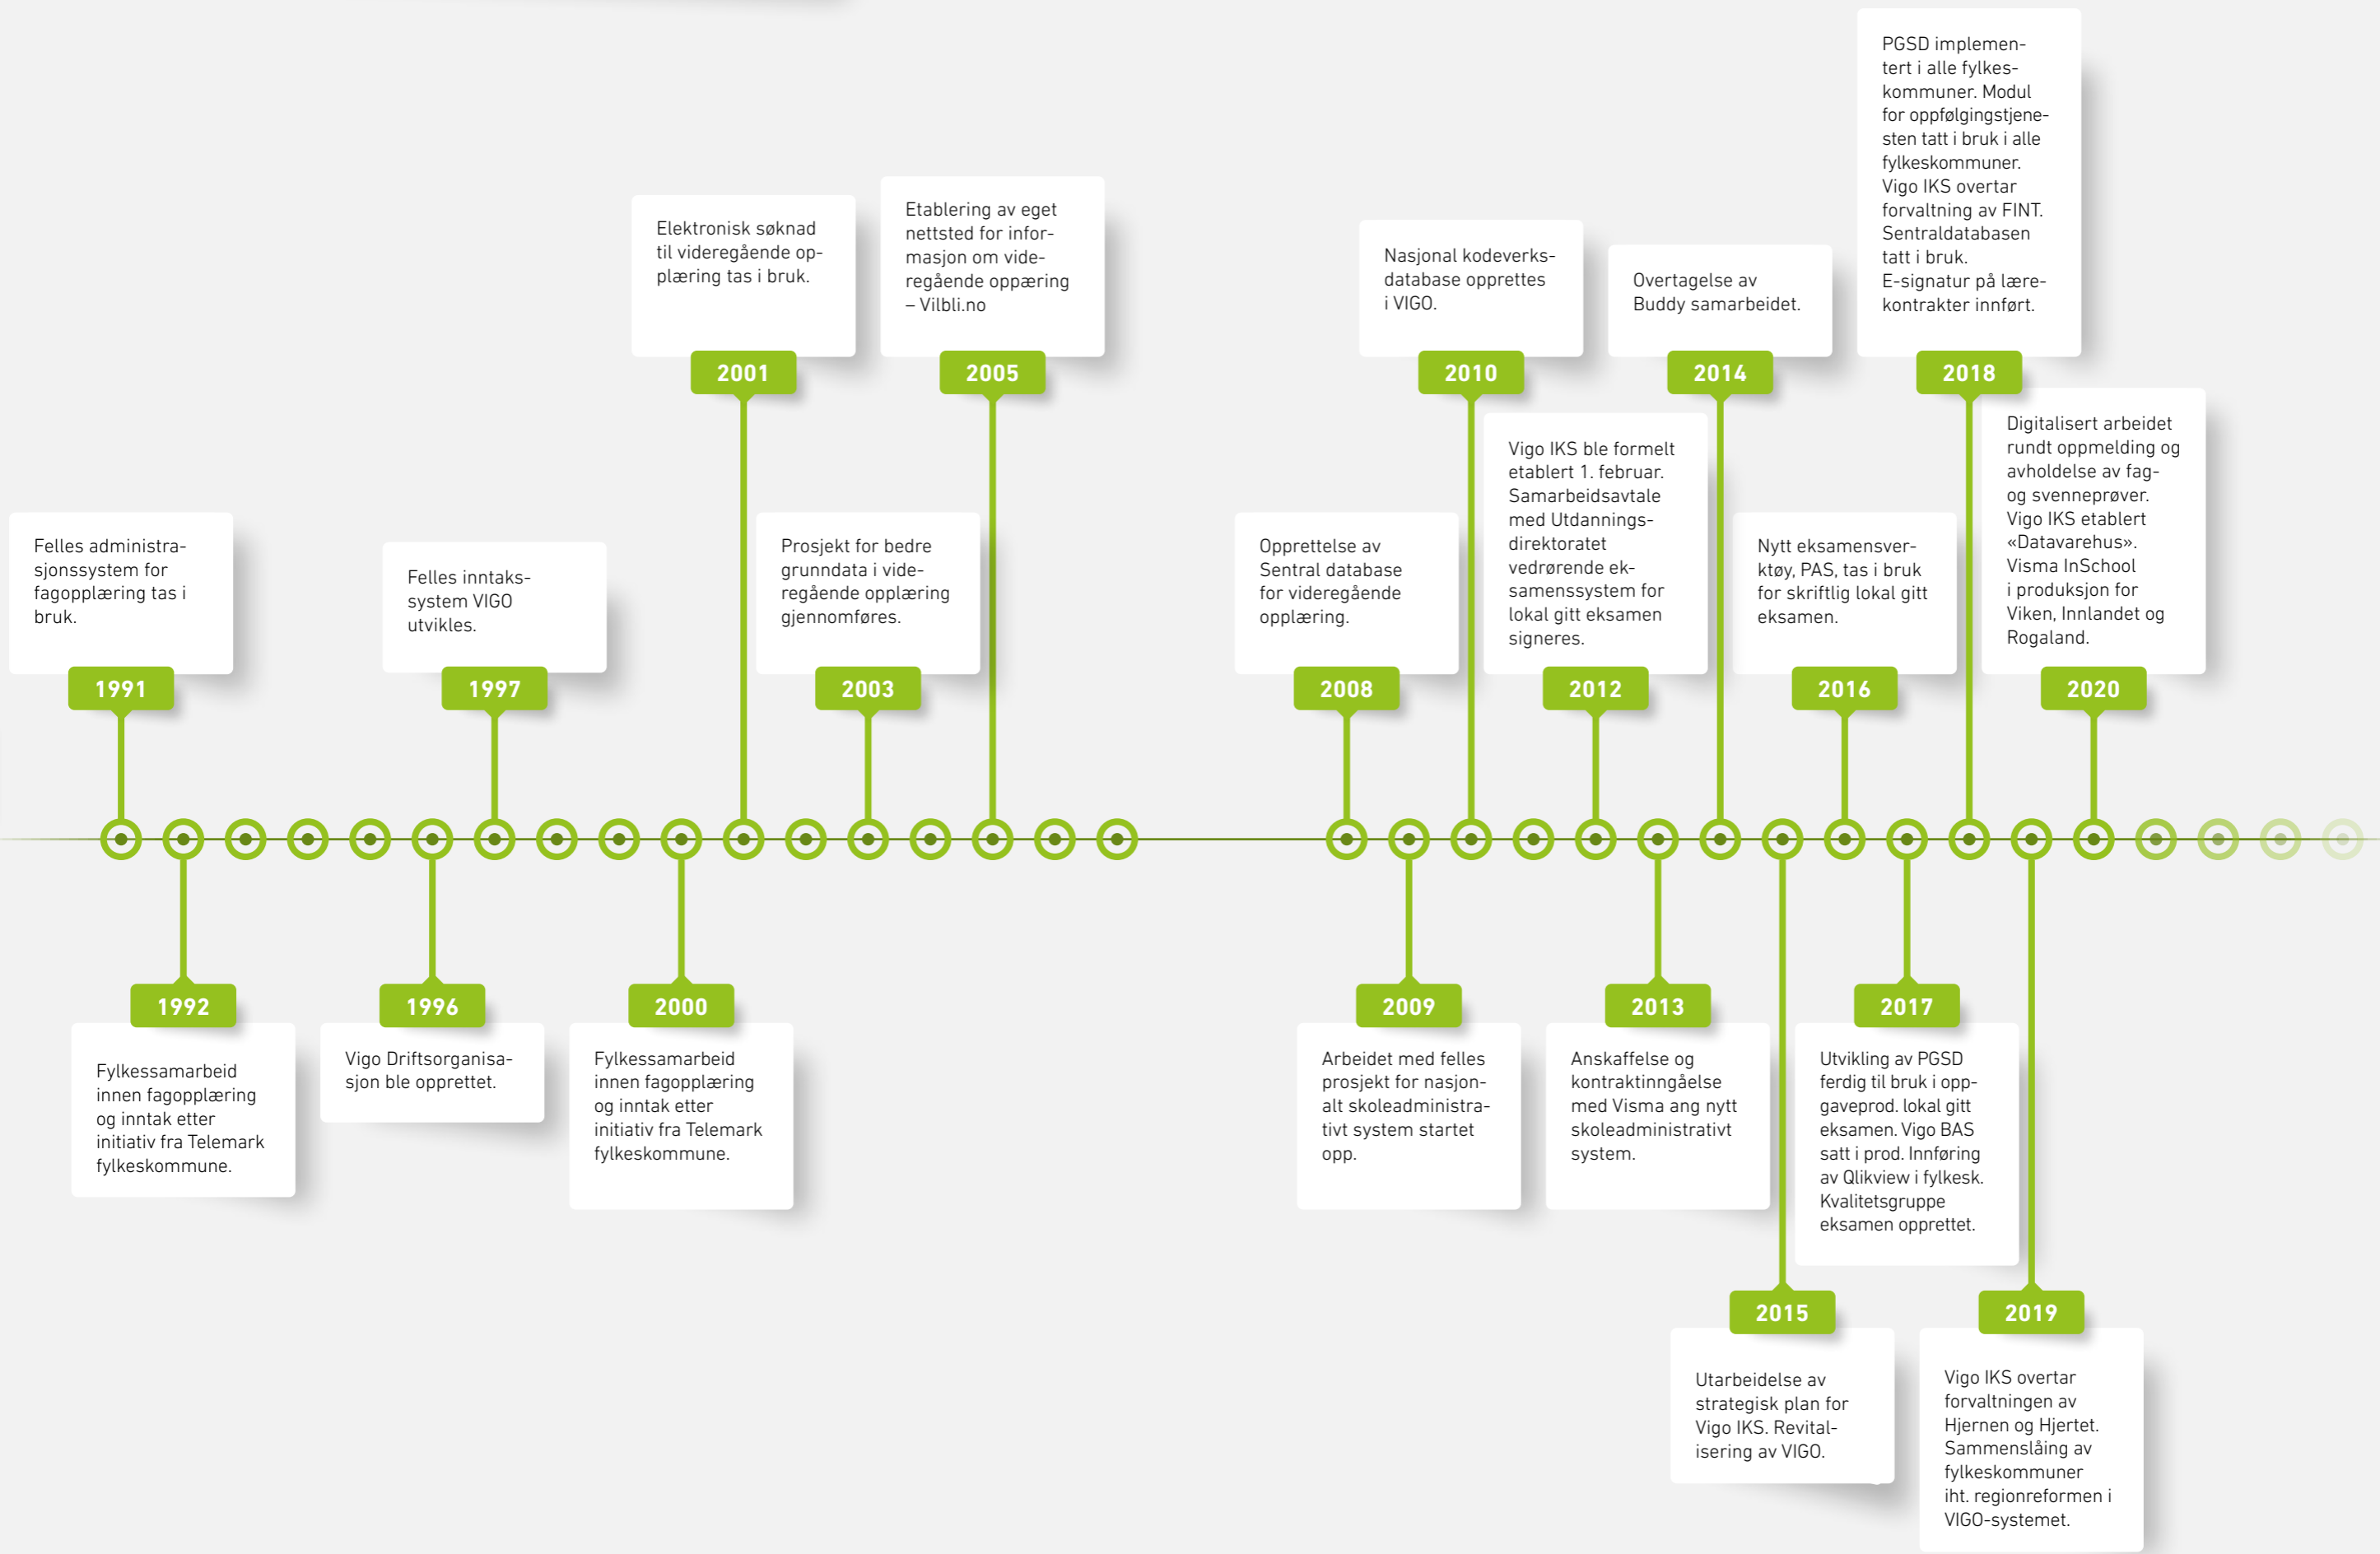 Felles administra-
sjonssystem for
fagopplæring tas i
bruk.
1991
1992
Fylkessamarbeid
innen fagopplæring
og inntak etter
initiativ fra Telemark
fylkeskommune.
1996
Vigo Driftsorganisa-
sjon ble opprettet.
Felles inntaks-
system VIGO
utvikles.
1997
2000
Fylkessamarbeid
innen fagopplæring
og inntak etter
initiativ fra Telemark
fylkeskommune.
Elektronisk søknad
til videregående op-
plæring tas i bruk.
2001
Prosjekt for bedre
grunndata i vide-
regående opplæring
gjennomføres.
2003
Etablering av eget
nettsted for infor-
masjon om vide-
regående oppæring
– Vilbli.no
2005
Opprettelse av
Sentral database
for videregående
opplæring.
2008
2009
Arbeidet med felles
prosjekt for nasjon-
alt skoleadministra-
tivt system startet
opp.
Nasjonal kodeverks-
database opprettes
i VIGO.
2010
Vigo IKS ble formelt
etablert 1. februar.
Samarbeidsavtale
med Utdannings-
direktoratet
vedrørende ek-
samenssystem for
lokal gitt eksamen
signeres.
2012
2013
Anskaffelse og
kontraktinngåelse
med Visma ang nytt
skoleadministrativt
system.
Overtagelse av
Buddy samarbeidet.
2014
2015
Utarbeidelse av
strategisk plan for
Vigo IKS. Revital-
isering av VIGO.
Nytt eksamensver-
ktøy, PAS, tas i bruk
for skriftlig lokal gitt
eksamen.
2016
2017
Utvikling av PGSD
ferdig til bruk i opp-
gaveprod. lokal gitt
eksamen. Vigo BAS
satt i prod. Innføring
av Qlikview i fylkesk.
Kvalitetsgruppe
eksamen opprettet.
PGSD implemen-
tert i alle fylkes-
kommuner. Modul
for oppfølgingstjene-
sten tatt i bruk i alle
fylkeskommuner.
Vigo IKS overtar
forvaltning av FINT.
Sentraldatabasen
tatt i bruk.
E-signatur på lære-
kontrakter innført.
2018
2019
Vigo IKS overtar
forvaltningen av
Hjernen og Hjertet.
Sammenslåing av
fylkeskommuner
iht. regionreformen i
VIGO-systemet.
Digitalisert arbeidet
rundt oppmelding og
avholdelse av fag-
og svenneprøver.
Vigo IKS etablert
«Datavarehus».
Visma InSchool
i produksjon for
Viken, Innlandet og
Rogaland.
2020